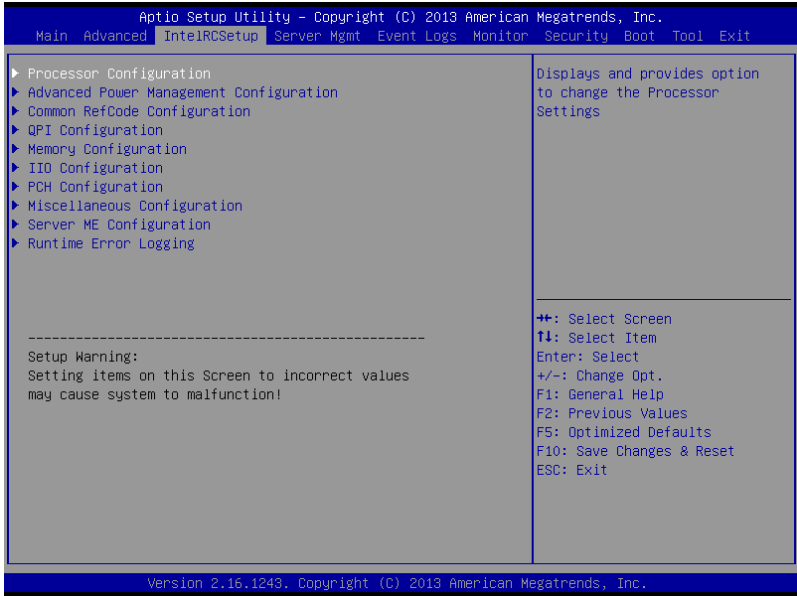 Aptio Setup Utility – Copyright (C) 2013 American Megatrends, Inc.
Main Advanced IntelRCSetup Server Mgmt Event Logs Monitor Security Boot Tool Exit
Processor Configuration
Advanced Power Management Configuration
Common RefCode Configuration
QPI Configuration
Memory Configuration
IIO Configuration
PCH Configuration
Miscellaneous Configuration
Server ME Configuration
Runtime Error Logging
--------------------------------------------------
Setup Warning:
Setting items on this Screen to incorrect values
may cause system to malfunction!
Displays and provides option
to change the Processor
Settings
→←: Select Screen
↑↓: Select Item
Enter: Select
+/-: Change Opt.
F1: General Help
F2: Previous Values
F5: Optimized Defaults
F10: Save Changes & Reset
ESC: Exit
Version 2.16.1243. Copyright (C) 2013 American Megatrends, Inc.